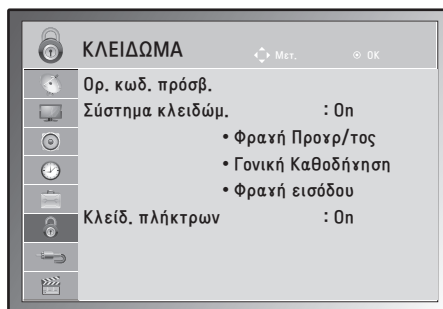 ΚΛΕΙΔΩΜΑ Μετ. OK
Ορ. κωδ. πρόσβ.
Σύστημα κλειδώμ. : On
• Φραγή Προγρ/τος
• Γονική Καθοδήγηση
• Φραγή εισόδου
Κλείδ. πλήκτρων : On